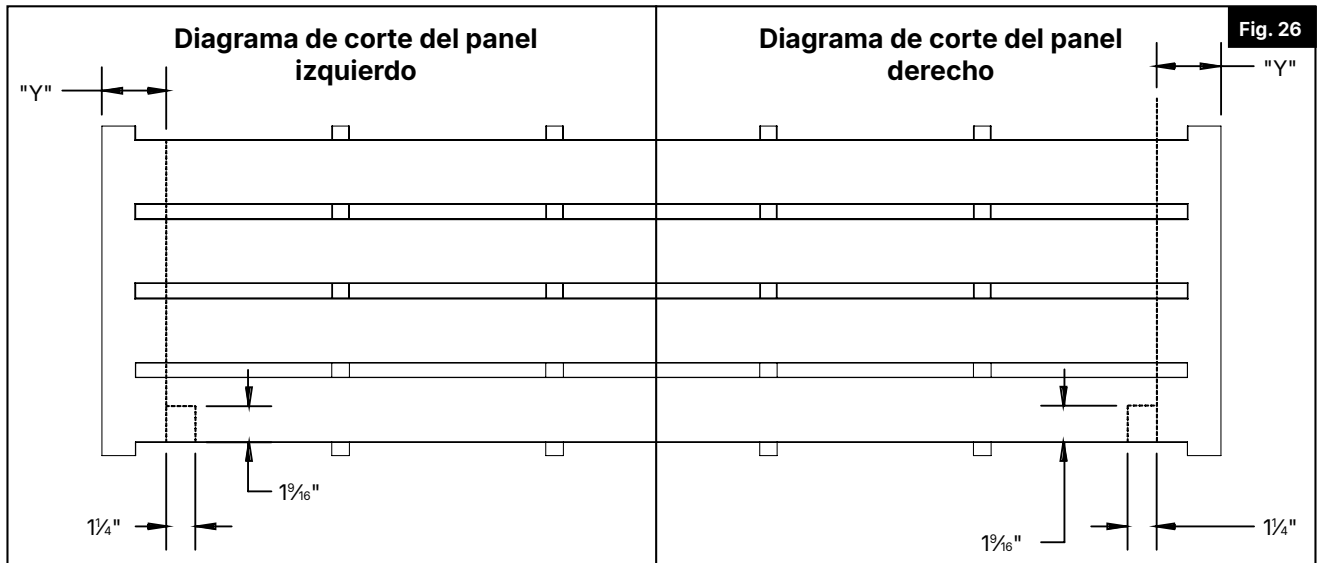 Diagrama de corte del panel
izquierdo
Diagrama de corte del panel
derecho
Fig. 26
"Y"
"Y"
1⁹⁄₁₆"
1¼"
1⁹⁄₁₆"
1¼"